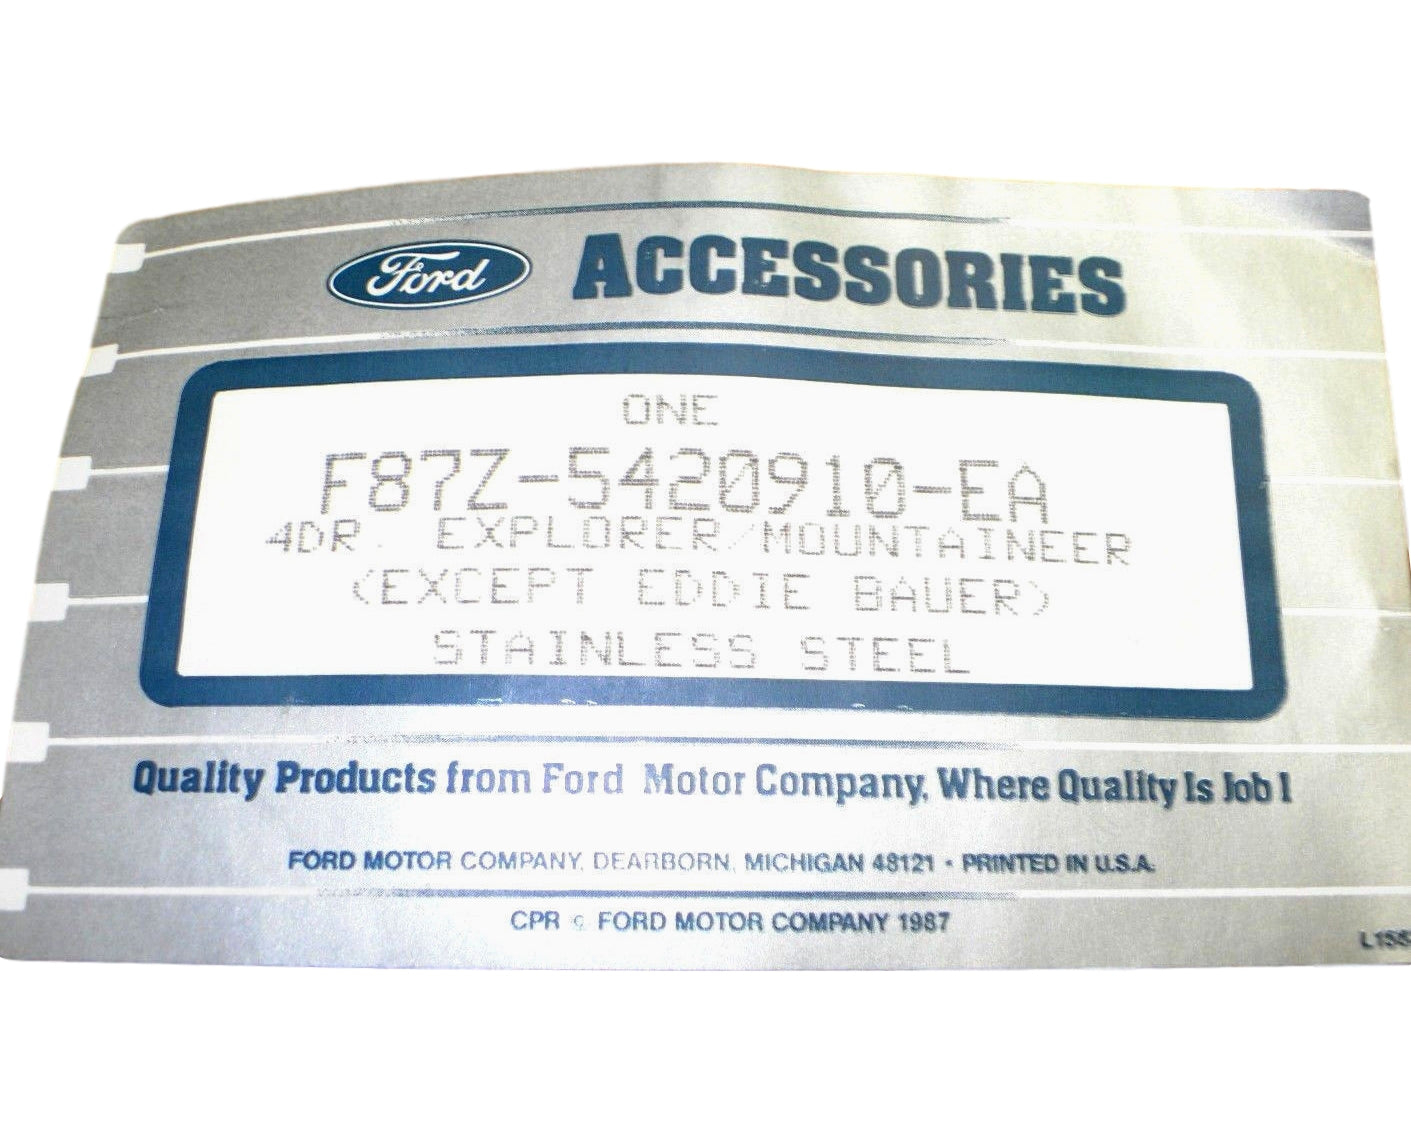 Ford ACCESSORIES
ONE
F87Z-5420910-EA
4DR. EXPLORER/MOUNTAINEER
(EXCEPT EDDIE BAUER)
STAINLESS STEEL
Quality Products from Ford Motor Company, Where Quality Is Job 1
FORD MOTOR COMPANY, DEARBORN, MICHIGAN 48121 • PRINTED IN U.S.A.
CPR © FORD MOTOR COMPANY 1987